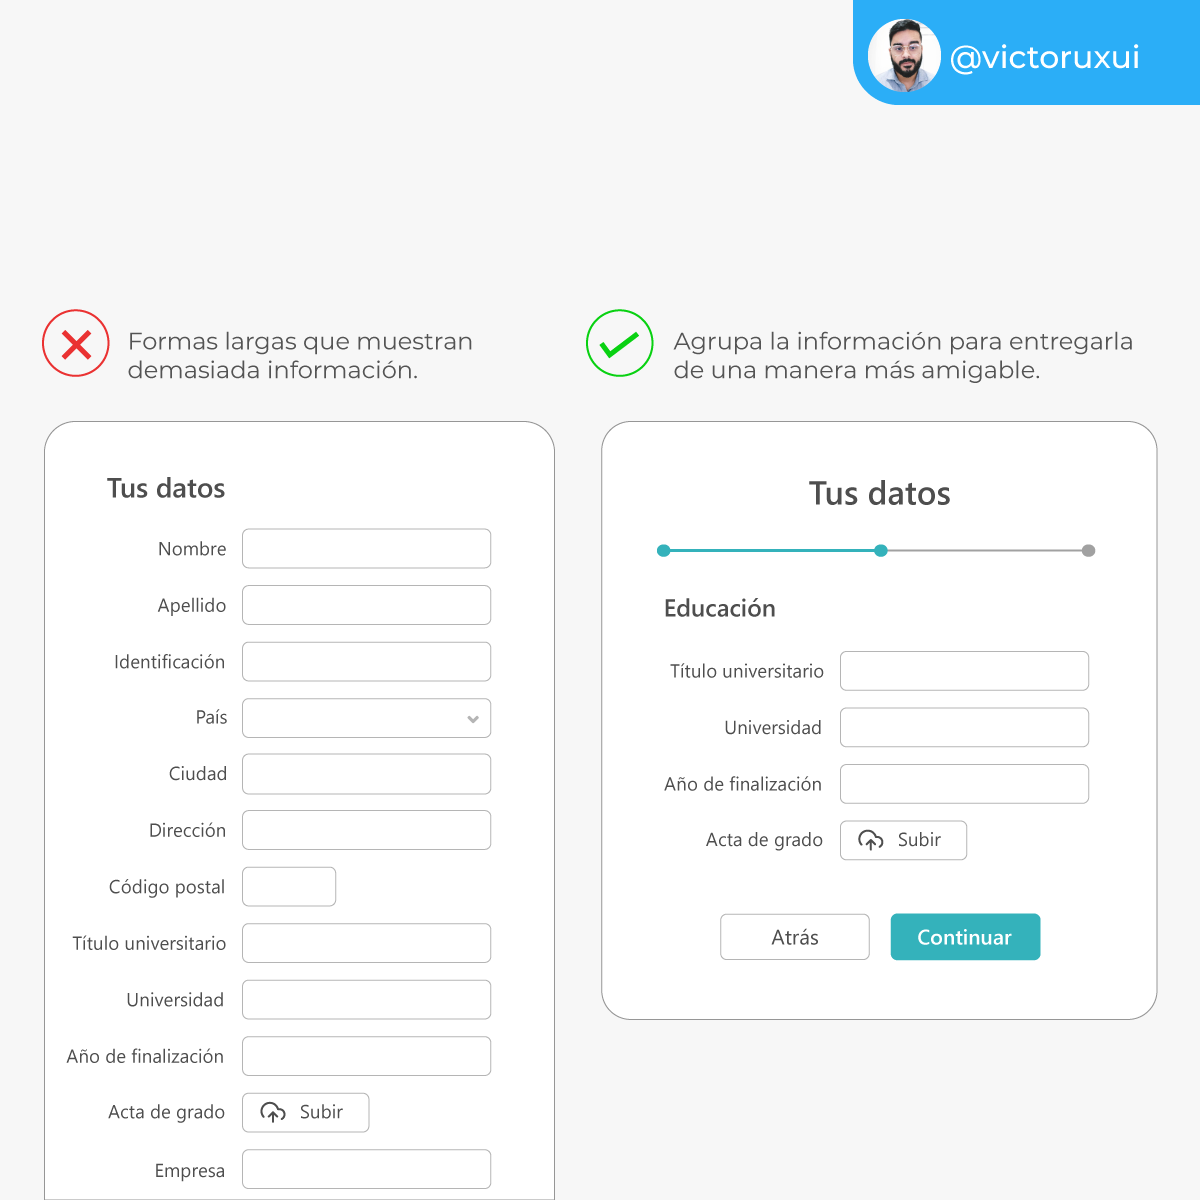 @victoruxui
Formas largas que muestran
demasiada información.
Tus datos
Nombre
Apellido
Identificación
País
Ciudad
Dirección
Código postal
Título universitario
Universidad
Año de finalización
Acta de grado
Subir
Empresa
Agrupa la información para entregarla
de una manera más amigable.
Tus datos
Educación
Título universitario
Universidad
Año de finalización
Acta de grado
Subir
Atrás
Continuar